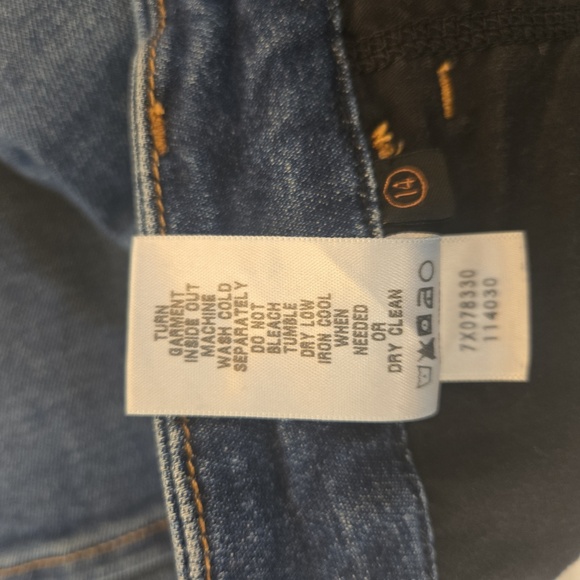 14
TURN
GARMENT
INSIDE OUT
MACHINE
WASH COLD
SEPARATELY
DO NOT
BLEACH
TUMBLE
DRY LOW
IRON COOL
WHEN
NEEDED
OR
DRY CLEAN
7X078330
114030